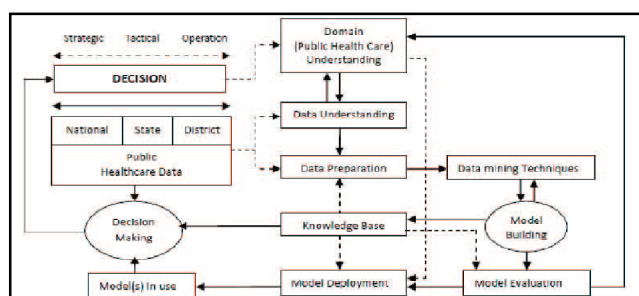 Strategic Tactical Operation
DECISION
Domain
(Public Health Care)
Understanding
Data Understanding
National State District
Public
Healthcare Data
Data Preparation
Data mining Techniques
Decision
Making
Knowledge Base
Model
Building
Model(s) In use
Model Deployment
Model Evaluation